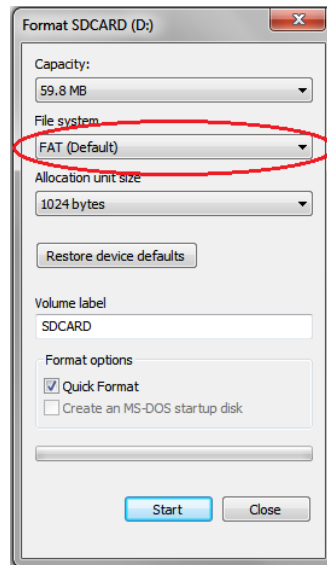 Format SDCARD (D:)
Capacity:
59.8 MB
File system
FAT (Default)
Allocation unit size
1024 bytes
Restore device defaults
Volume label
SDCARD
Format options
Quick Format
Create an MS-DOS startup disk
Start Close